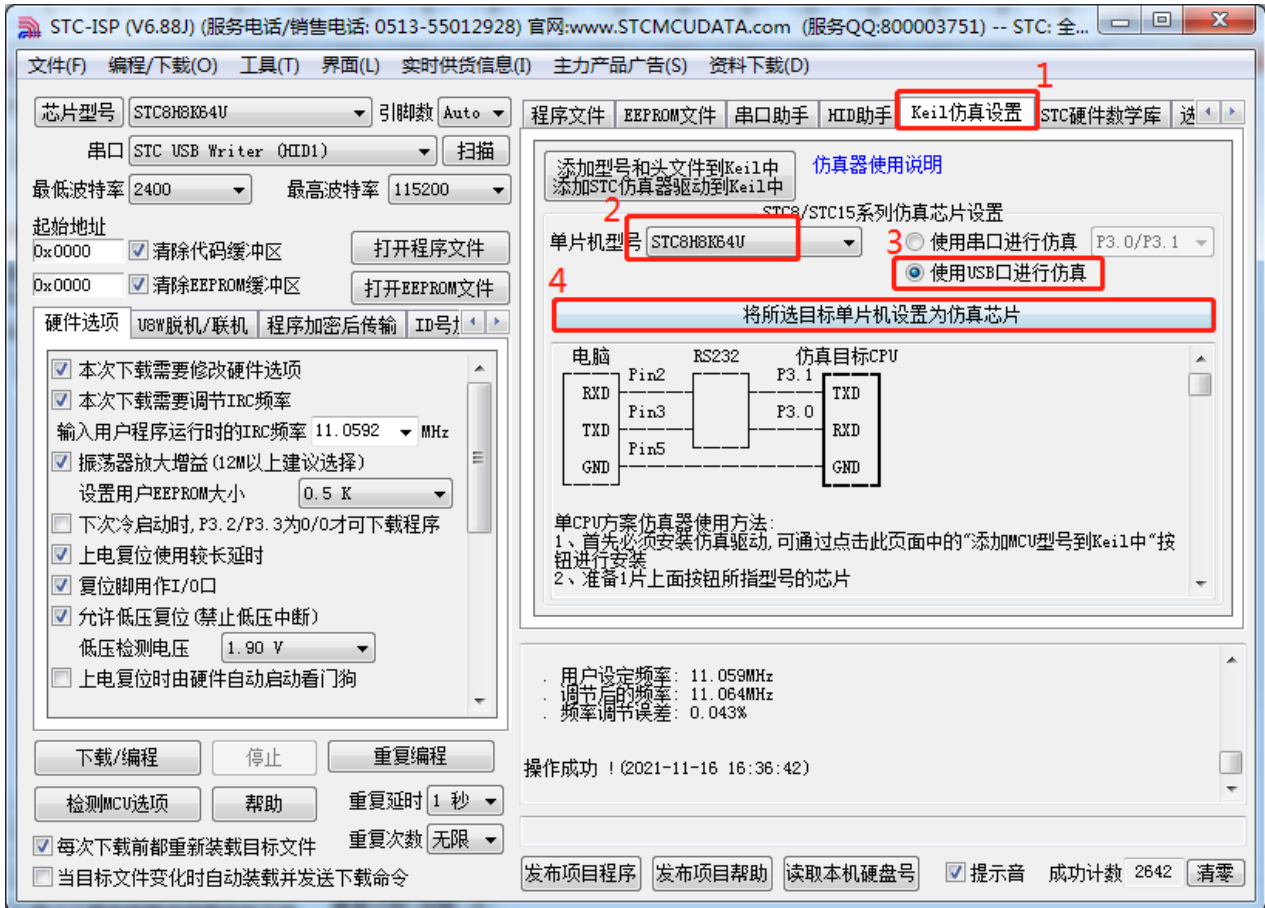 STC-ISP (V6.88J) (服务电话/销售电话: 0513-55012928) 官网:www.STCMCUDATA.com (服务QQ:800003751) -- STC: 全...
文件(F) 编程/下载(O) 工具(T) 界面(L) 实时供货信息(I) 主力产品广告(S) 资料下载(D)
1
芯片型号 STC8H8K64U 引脚数 Auto
串口 STC USB Writer (HID1) 扫描
最低波特率 2400 最高波特率 115200
起始地址
0x0000 清除代码缓冲区 打开程序文件
0x0000 清除EEPROM缓冲区 打开EEPROM文件
硬件选项 U8W脱机/联机 程序加密后传输 ID号
本次下载需要修改硬件选项
本次下载需要调节IRC频率
输入用户程序运行时的IRC频率 11.0592 MHz
振荡器放大增益(12M以上建议选择)
设置用户EEPROM大小 0.5 K
下次冷启动时,P3.2/P3.3为0/0才可下载程序
上电复位使用较长延时
复位脚用作I/O口
允许低压复位(禁止低压中断)
低压检测电压 1.90 V
上电复位时由硬件自动启动看门狗
下载/编程 停止 重复编程
检测MCU选项 帮助 重复延时 1 秒
每次下载前都重新装载目标文件 重复次数 无限
当目标文件变化时自动装载并发送下载命令
程序文件 EEPROM文件 串口助手 HID助手 Keil仿真设置 STC硬件数学库 选
添加型号和头文件到Keil中 仿真器使用说明
添加STC仿真器驱动到Keil中
STC8/STC15系列仿真芯片设置
2
单片机型号 STC8H8K64U 3 使用串口进行仿真 P3.0/P3.1
使用USB口进行仿真
4
将所选目标单片机设置为仿真芯片
电脑 RS232 仿真目标CPU
Pin2 P3.1
RXD TXD
Pin3 P3.0
TXD RXD
Pin5
GND GND
单CPU方案仿真器使用方法:
1、首先必须安装仿真驱动,可通过点击此页面中的"添加MCU型号到Keil中"按
钮进行安装
2、准备1片上面按钮所指型号的芯片
. 用户设定频率: 11.059MHz
. 调节后的频率: 11.064MHz
. 频率调节误差: 0.043%
操作成功 !(2021-11-16 16:36:42)
发布项目程序 发布项目帮助 读取本机硬盘号 提示音 成功计数 2642 清零